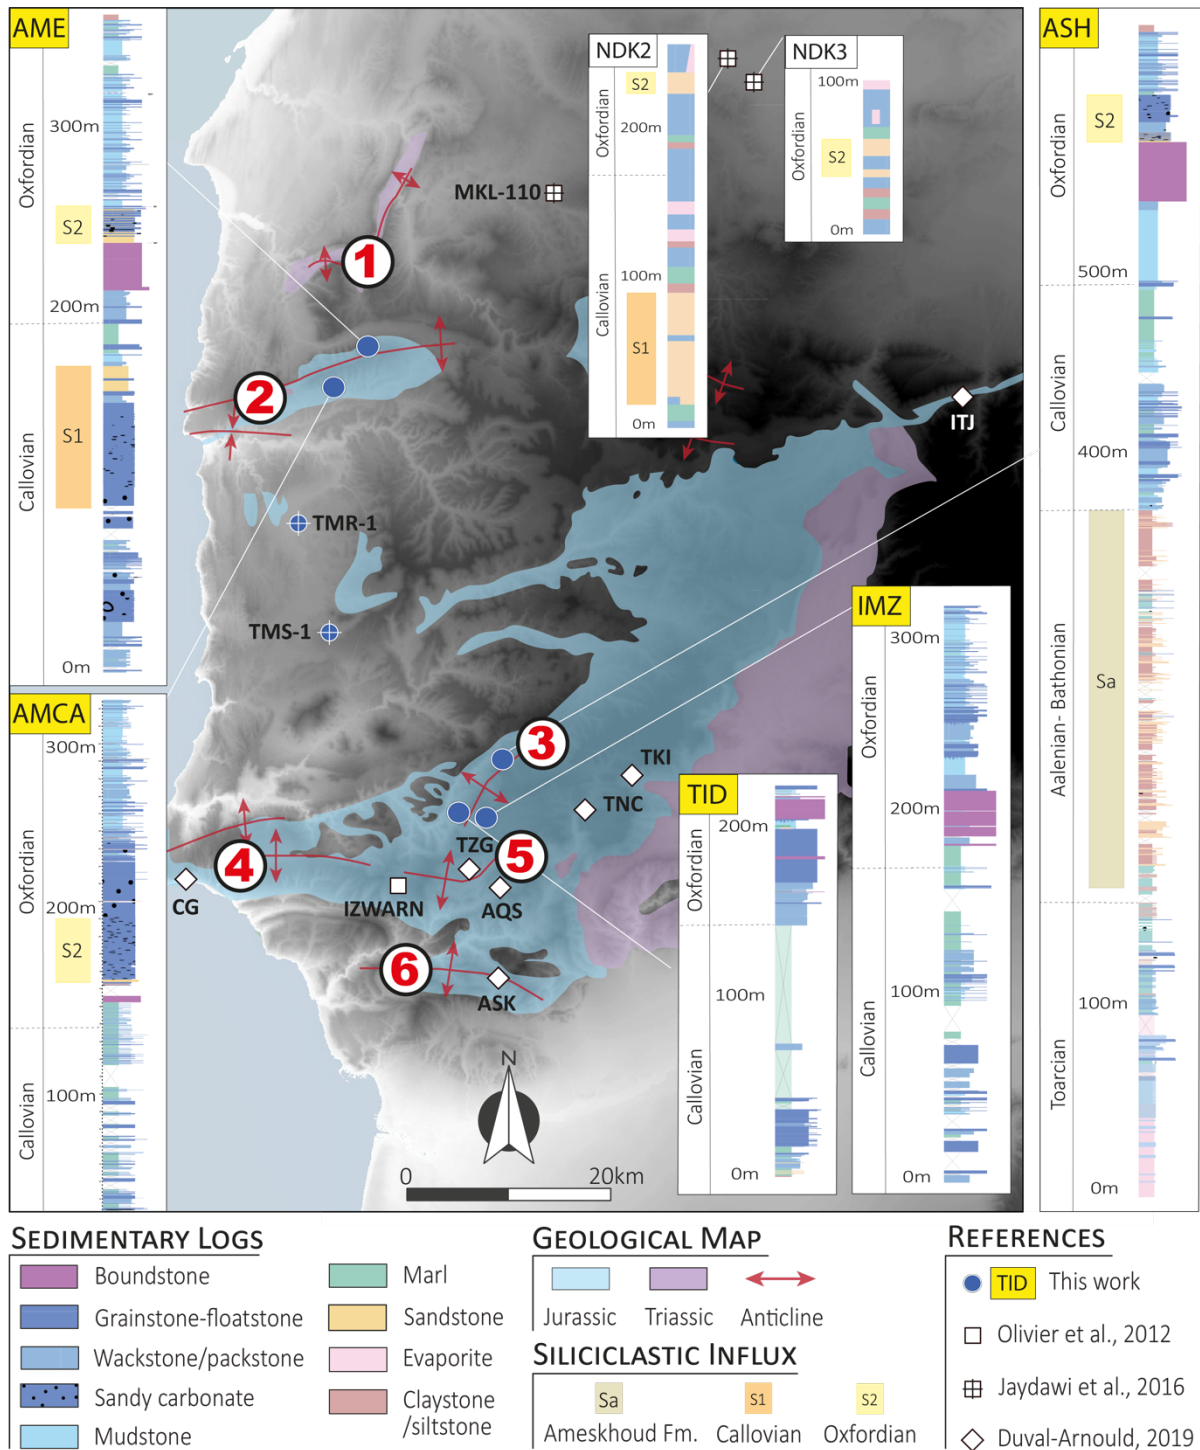 AME
Oxfordian
Callovian
300m
S2
200m
S1
0m
AMCA
Oxfordian
Callovian
300m
200m
S2
100m
NDK2
Oxfordian
Callovian
S2
200m
100m
S1
0m
NDK3
Oxfordian
100m
S2
0m
ASH
Oxfordian
Callovian
Aalenian- Bathonian
Toarcian
S2
500m
400m
Sa
100m
0m
MKL-110
1
2
ITJ
TMR-1
TMS-1
3
TKI
TNC
4
TZG
5
CG
IZWARN
AQS
6
ASK
N
0
20km
TID
Oxfordian
Callovian
200m
100m
0m
IMZ
Oxfordian
Callovian
300m
200m
100m
0m
SEDIMENTARY LOGS
Boundstone
Grainstone-floatstone
Wackstone/packstone
Sandy carbonate
Mudstone
Marl
Sandstone
Evaporite
Claystone
/siltstone
GEOLOGICAL MAP
Jurassic
Triassic
Anticline
SILICICLASTIC INFLUX
Sa
S1
S2
Ameskhoud Fm.
Callovian
Oxfordian
REFERENCES
TID This work
Olivier et al., 2012
Jaydawi et al., 2016
Duval-Arnould, 2019